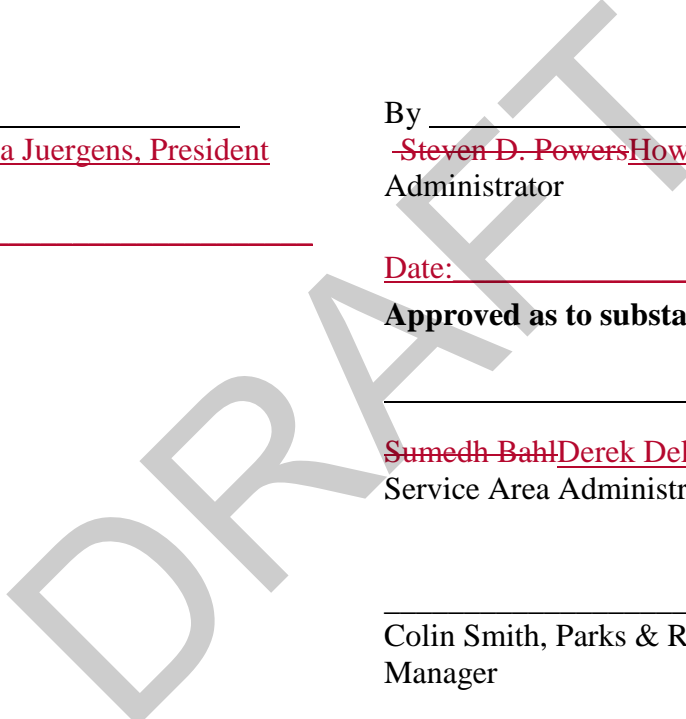 a Juergens, President
By
Steven D. PowersHow
Administrator
Date:
Approved as to substa
Sumedh BahlDerek Del
Service Area Administr
Colin Smith, Parks & R
Manager
DRAFT